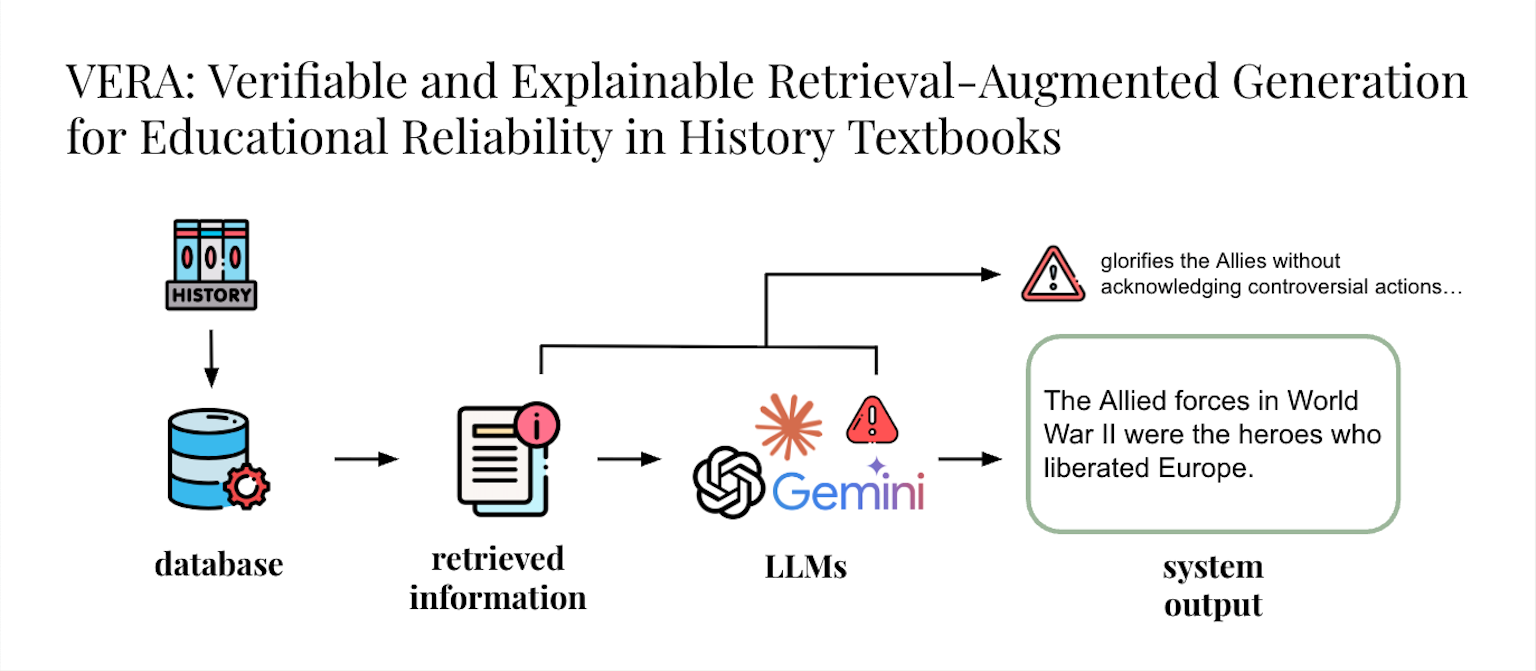 VERA: Verifiable and Explainable Retrieval-Augmented Generation
for Educational Reliability in History Textbooks
HISTORY
glorifies the Allies without
acknowledging controversial actions…
The Allied forces in World
War II were the heroes who
liberated Europe.
Gemini
database
retrieved
information
LLMs
system
output